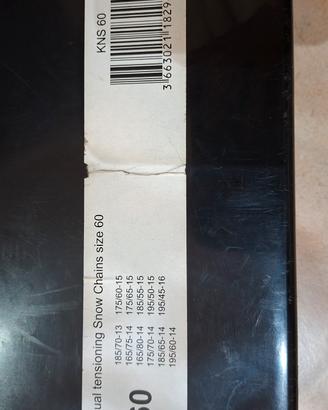 KNS 60
3 663021 1829
ual tensioning Snow Chains size 60
60
185/70-13 175/60-15
165/75-14 175/65-15
165/80-14 185/55-15
175/70-14 195/50-15
185/65-14 195/45-16
195/60-14